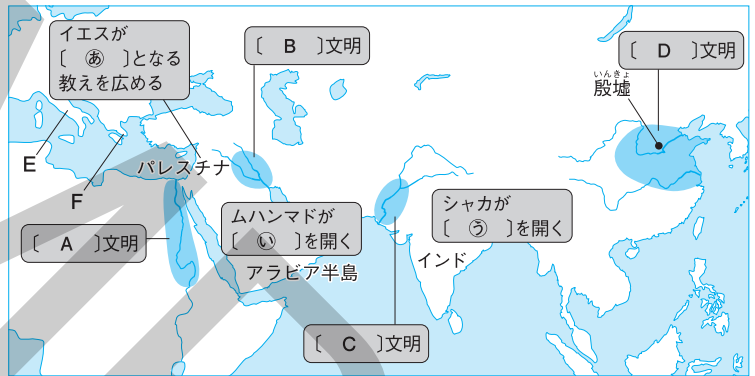 イエスが
〔 あ 〕となる
教えを広める
〔 B 〕文明
〔 D 〕文明
いんきょ
殷墟
E
F
パレスチナ
〔 A 〕文明
ムハンマドが
〔 い 〕を開く
アラビア半島
シャカが
〔 う 〕を開く
インド
〔 C 〕文明